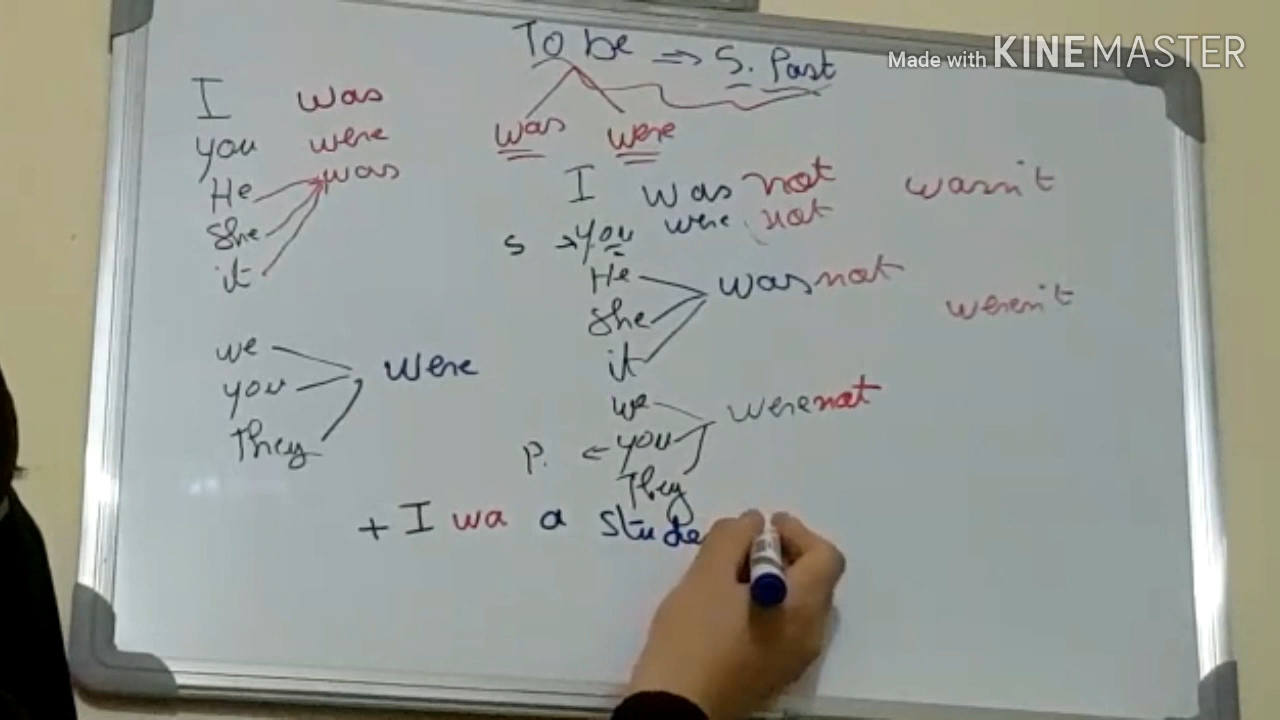 Made with KINEMASTER
To be ⇒ S. Past
was were
I was
you were
He was
She
it
we
you were
They
I was not wasn't
S → you were not
He
She was not weren't
it
we
P. ← you were not
They
+ I wa a stude